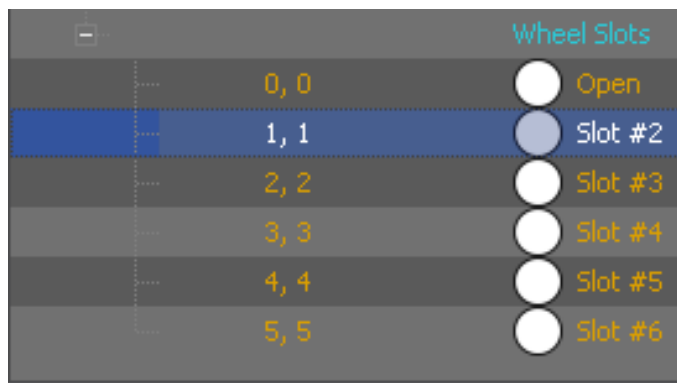 Wheel Slots
0, 0 Open
1, 1 Slot #2
2, 2 Slot #3
3, 3 Slot #4
4, 4 Slot #5
5, 5 Slot #6